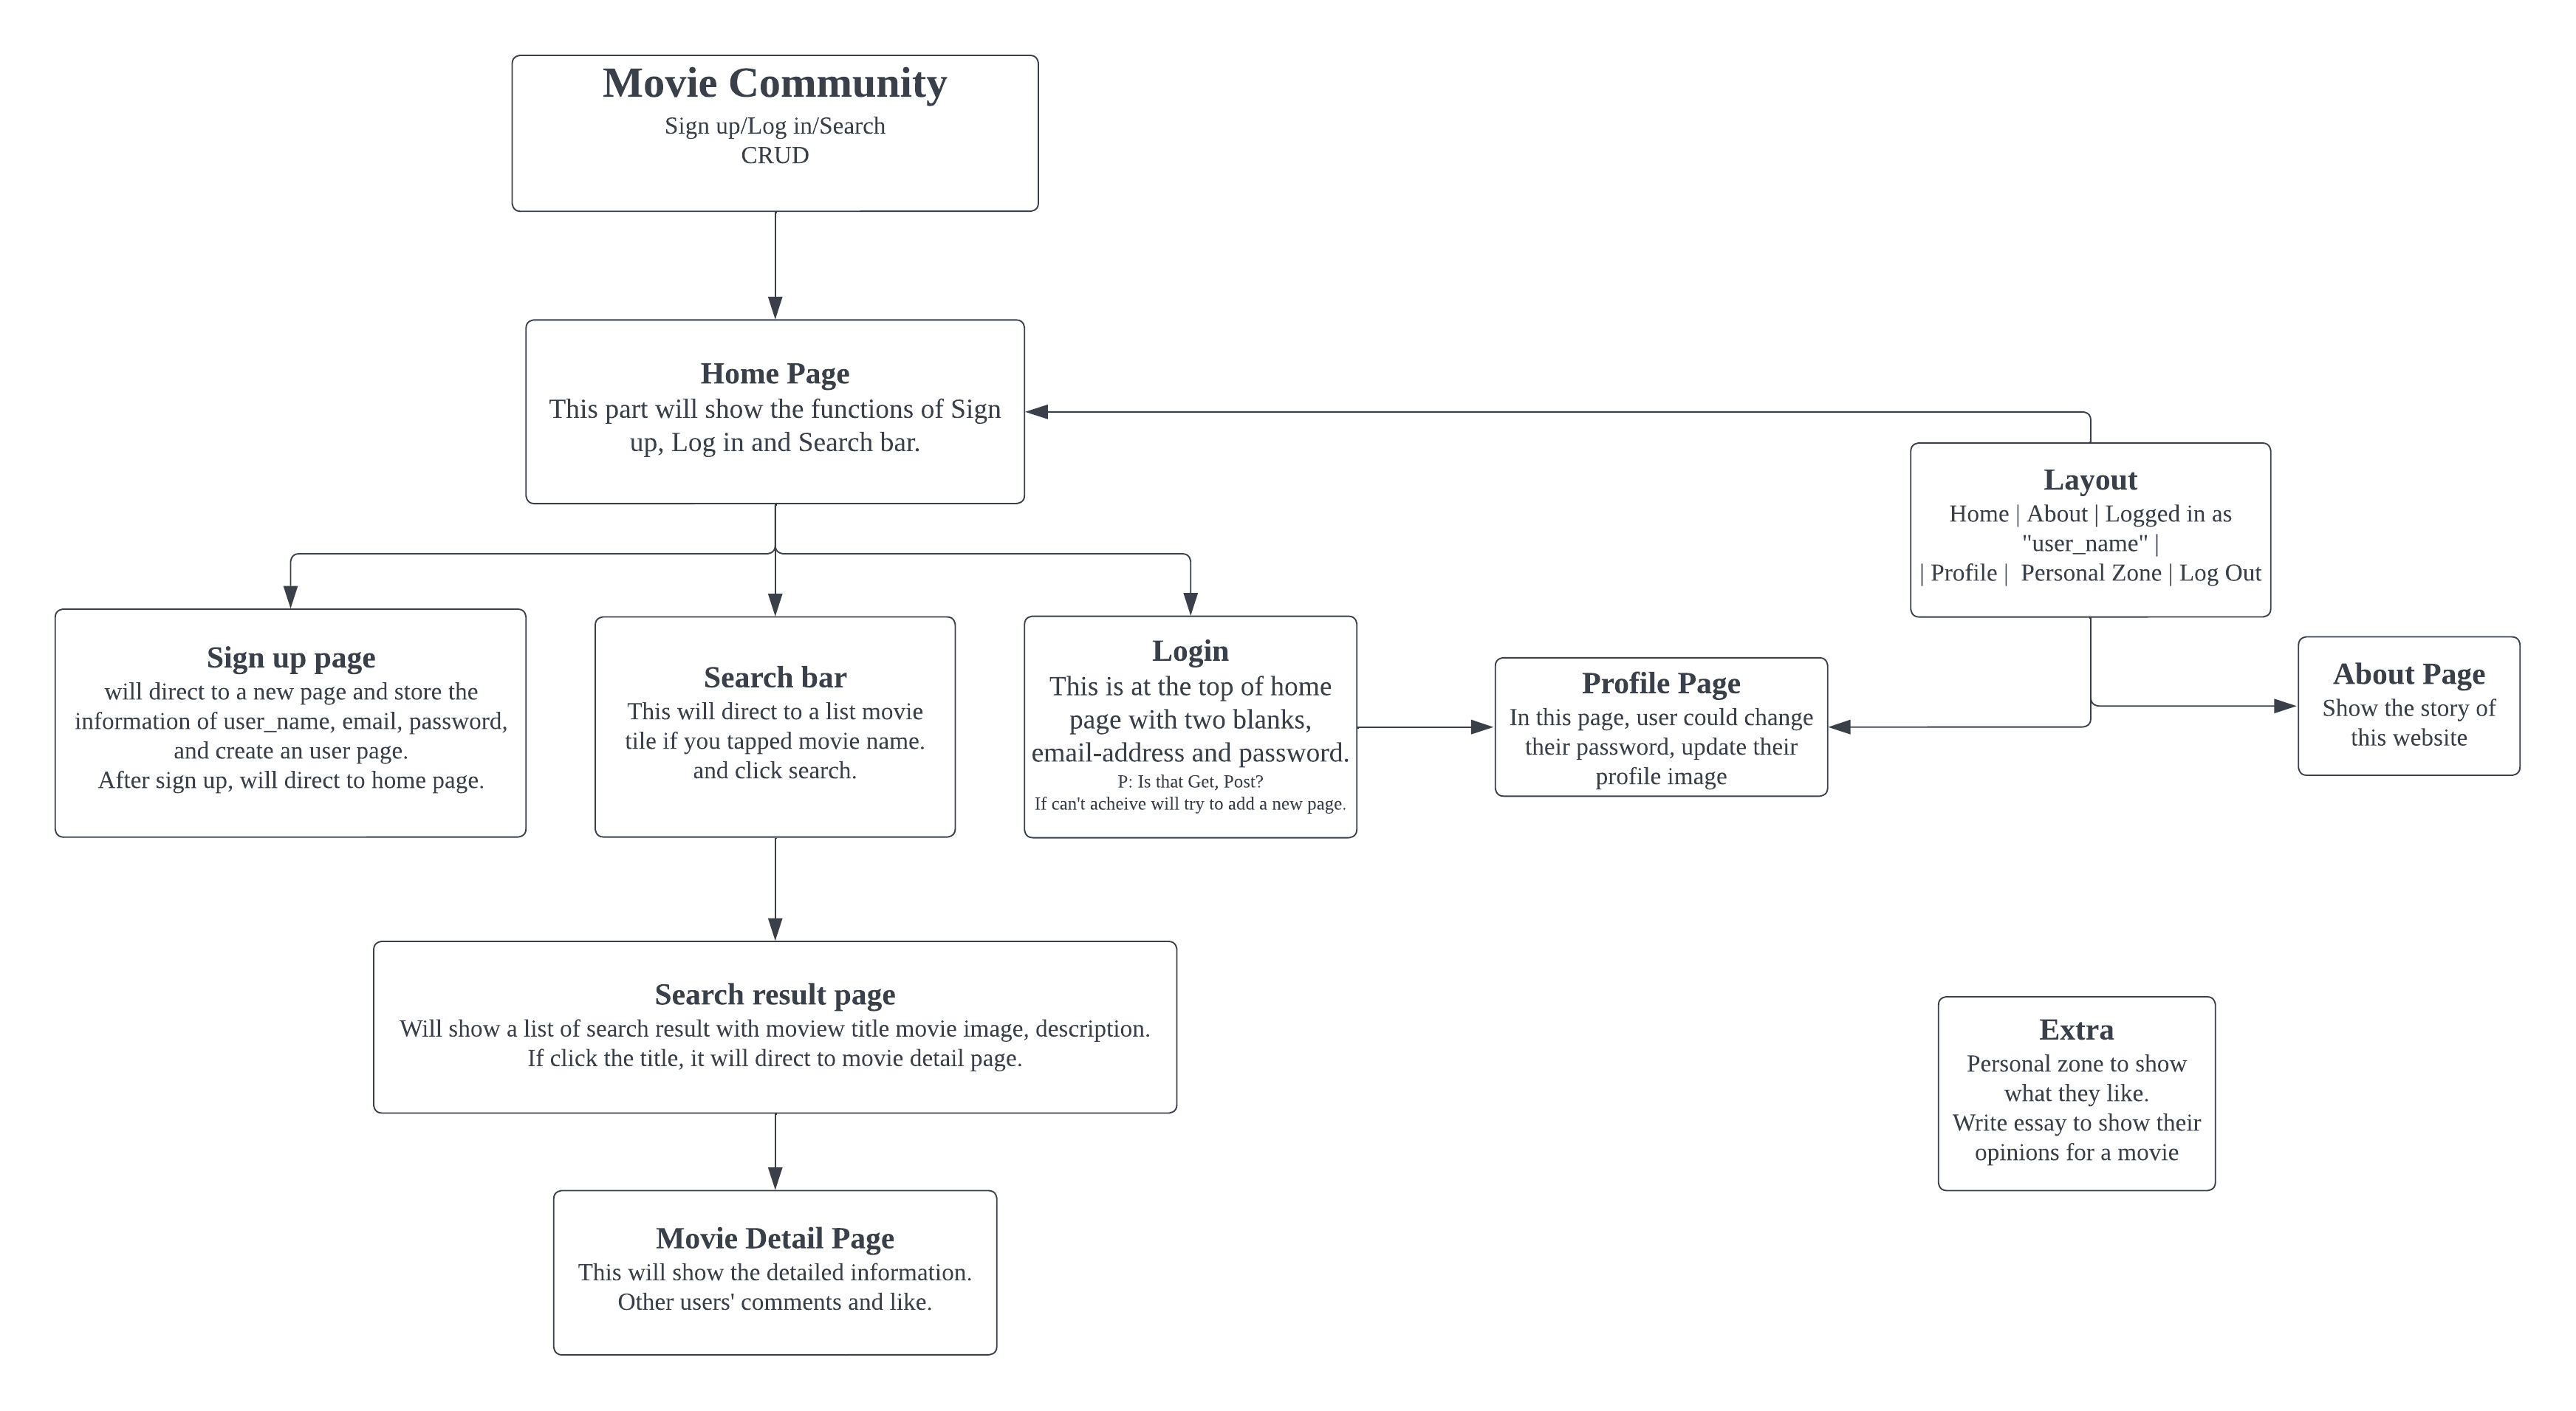 Movie Community
Sign up/Log in/Search
CRUD
Home Page
This part will show the functions of Sign
up, Log in and Search bar.
Layout
Home | About | Logged in as
"user_name" |
| Profile |  Personal Zone | Log Out
Sign up page
will direct to a new page and store the
information of user_name, email, password,
and create an user page.
After sign up, will direct to home page.
Search bar
This will direct to a list movie
tile if you tapped movie name.
and click search.
Login
This is at the top of home
page with two blanks,
email-address and password.
P: Is that Get, Post?
If can't acheive will try to add a new page.
Profile Page
In this page, user could change
their password, update their
profile image
About Page
Show the story of
this website
Search result page
Will show a list of search result with moview title movie image, description.
If click the title, it will direct to movie detail page.
Extra
Personal zone to show
what they like.
Write essay to show their
opinions for a movie
Movie Detail Page
This will show the detailed information.
Other users' comments and like.